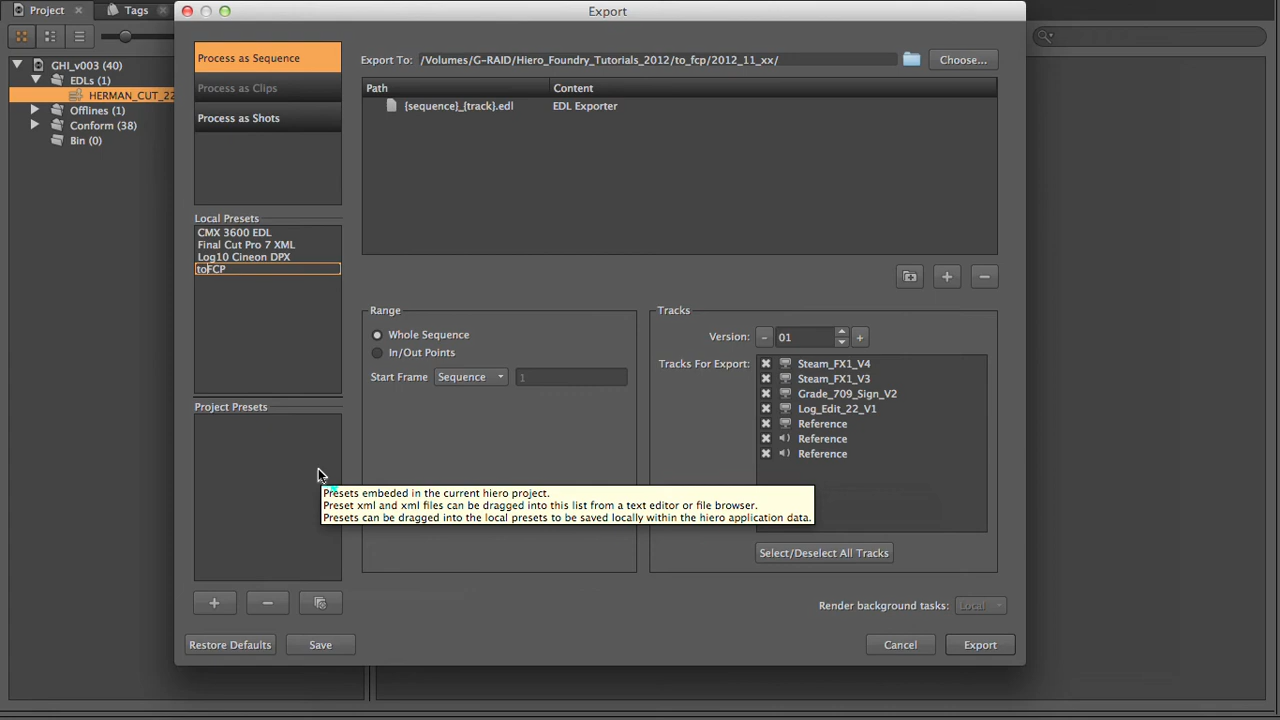 Export
Project
Tags
GHI_v003 (40)
EDLs (1)
HERMAN_CUT_22
Offlines (1)
Conform (38)
Bin (0)
Process as Sequence
Process as Clips
Process as Shots
Export To: /Volumes/G-RAID/Hiero_Foundry_Tutorials_2012/to_fcp/2012_11_xx/ Choose...
Path Content
{sequence}_{track}.edl EDL Exporter
Local Presets
CMX 3600 EDL
Final Cut Pro 7 XML
Log10 Cineon DPX
toFCP
Project Presets
Range
Whole Sequence
In/Out Points
Start Frame Sequence 1
Tracks
Version: - 01 +
Tracks For Export:
Steam_FX1_V4
Steam_FX1_V3
Grade_709_Sign_V2
Log_Edit_22_V1
Reference
Reference
Reference
Presets embeded in the current hiero project.
Preset xml and xml files can be dragged into this list from a text editor or file browser.
Presets can be dragged into the local presets to be saved locally within the hiero application data.
Select/Deselect All Tracks
Render background tasks: Local
Restore Defaults Save Cancel Export